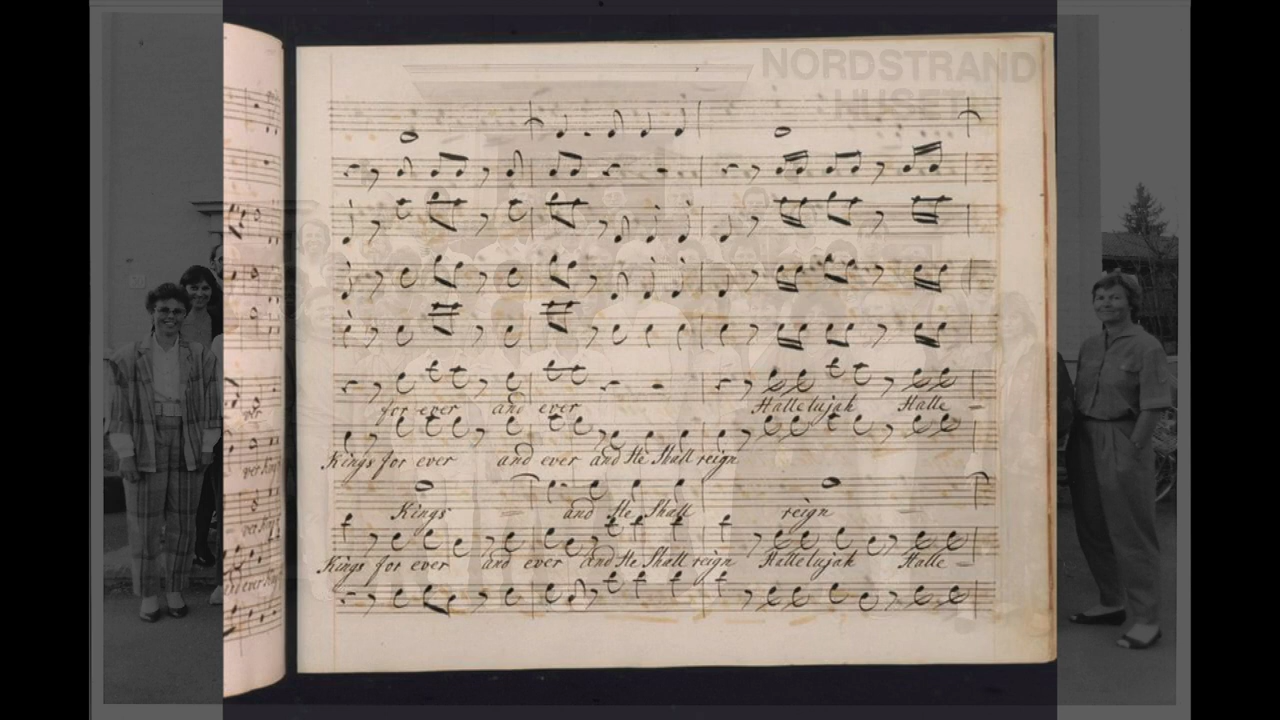 NORDSTRAND
HUSET
for ever and ever Hallelujah Halle
Kings for ever and ever and He Shall reign
Kings = and He Shall reign
Kings for ever and ever and He Shall reign Hallelujah Halle